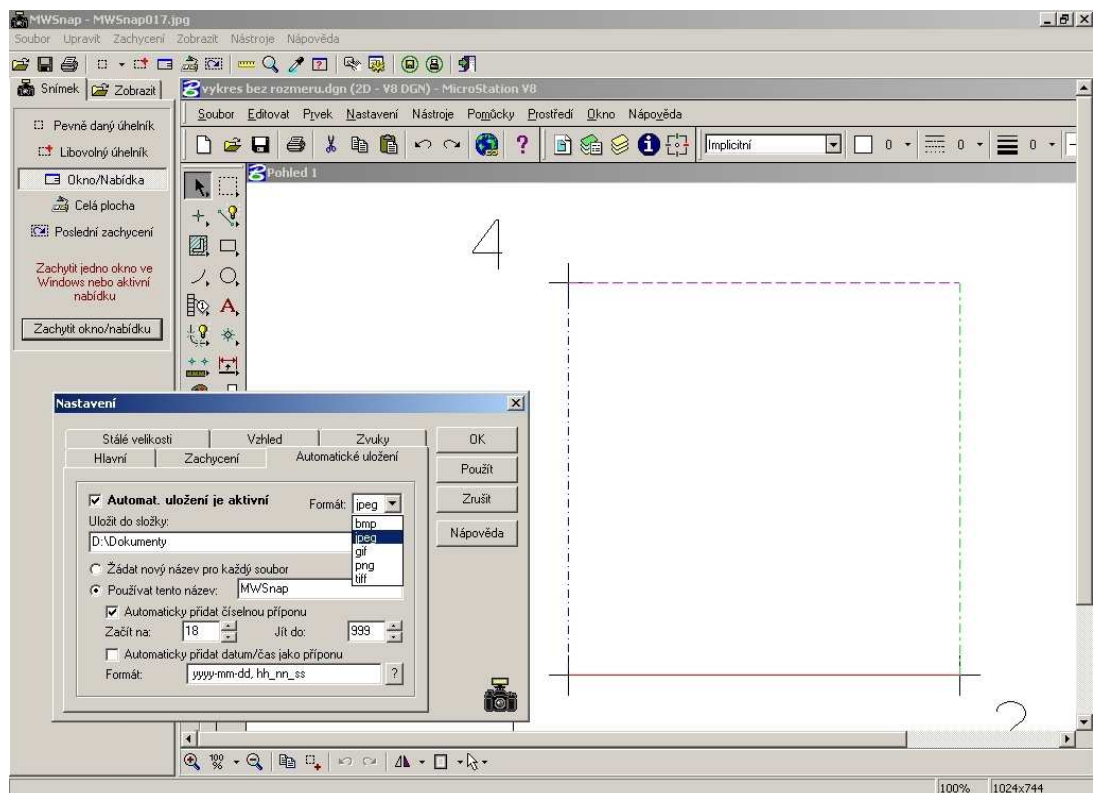 MWSnap - MWSnap017.jpg
Soubor Upravit Zachycení Zobrazit Nástroje Nápověda
Snímek Zobrazit
Pevně daný úhelník
Libovolný úhelník
Okno/Nabídka
Celá plocha
Poslední zachycení
Zachytit jedno okno ve
Windows nebo aktivní
nabídku
Zachytit okno/nabídku
vykres bez rozmeru.dgn (2D - V8 DGN) - MicroStation V8
Soubor Editovat Prvek Nastavení Nástroje Pomůcky Prostředí Okno Nápověda
Implicitní 0 0 0
Pohled 1
4
2
Nastavení
Stálé velikosti Vzhled Zvuky
Hlavní Zachycení Automatické uložení
OK
Použít
Zrušit
Nápověda
Automat. uložení je aktivní Formát: jpeg
bmp
jpeg
gif
png
tiff
Uložit do složky:
D:\Dokumenty
Žádat nový název pro každý soubor
Používat tento název: MWSnap
Automaticky přidat číselnou příponu
Začít na: 18 Jít do: 999
Automaticky přidat datum/čas jako příponu
Formát: yyyy-mm-dd, hh_nn_ss ?
100%
100% 1024x744